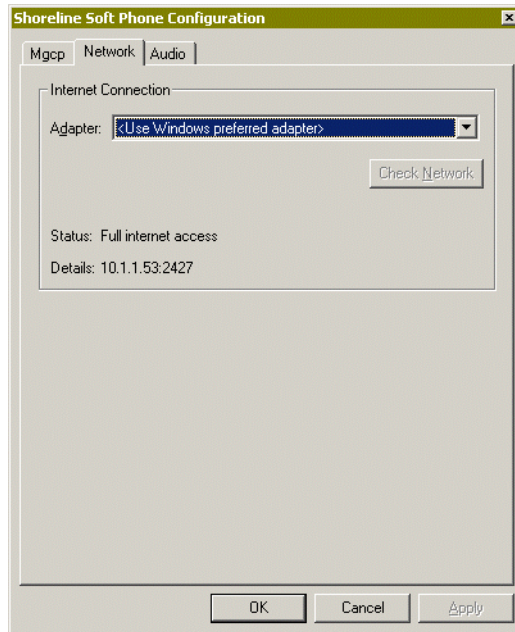 Shoreline Soft Phone Configuration
Mgcp Network Audio
Internet Connection
Adapter: <Use Windows preferred adapter>
Check Network
Status: Full internet access
Details: 10.1.1.53:2427
OK Cancel Apply